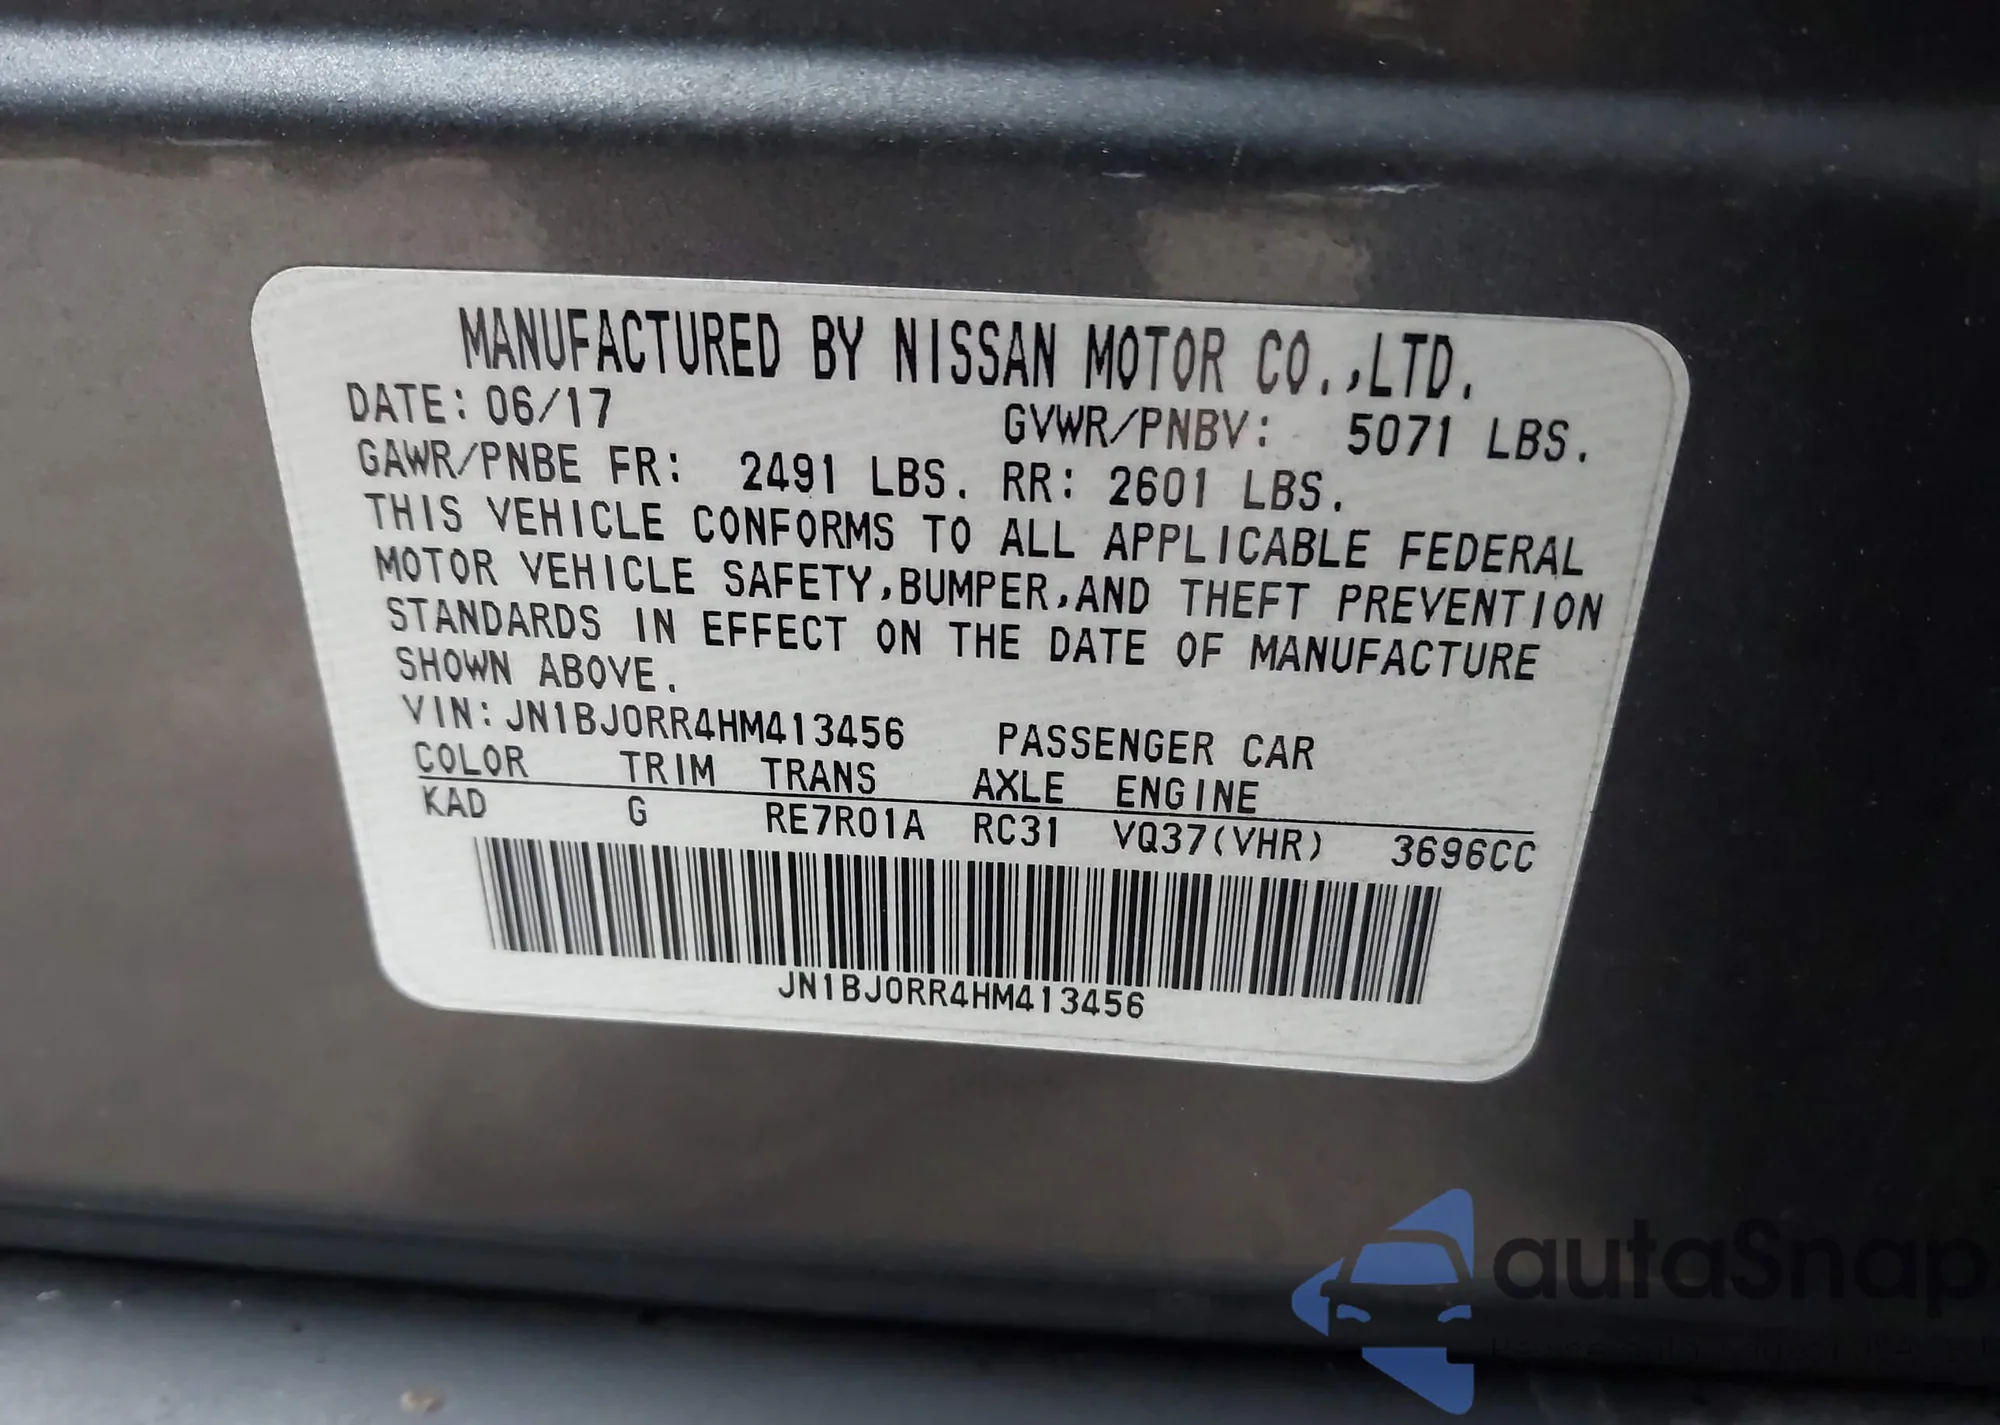 MANUFACTURED BY NISSAN MOTOR CO.,LTD.
DATE: 06/17 GVWR/PNBV: 5071 LBS.
GAWR/PNBE FR: 2491 LBS. RR: 2601 LBS.
THIS VEHICLE CONFORMS TO ALL APPLICABLE FEDERAL
MOTOR VEHICLE SAFETY,BUMPER,AND THEFT PREVENTION
STANDARDS IN EFFECT ON THE DATE OF MANUFACTURE
SHOWN ABOVE.
VIN: JN1BJ0RR4HM413456 PASSENGER CAR
COLOR TRIM TRANS AXLE ENGINE
KAD G RE7R01A RC31 VQ37(VHR) 3696CC
JN1BJ0RR4HM413456
autaSnap